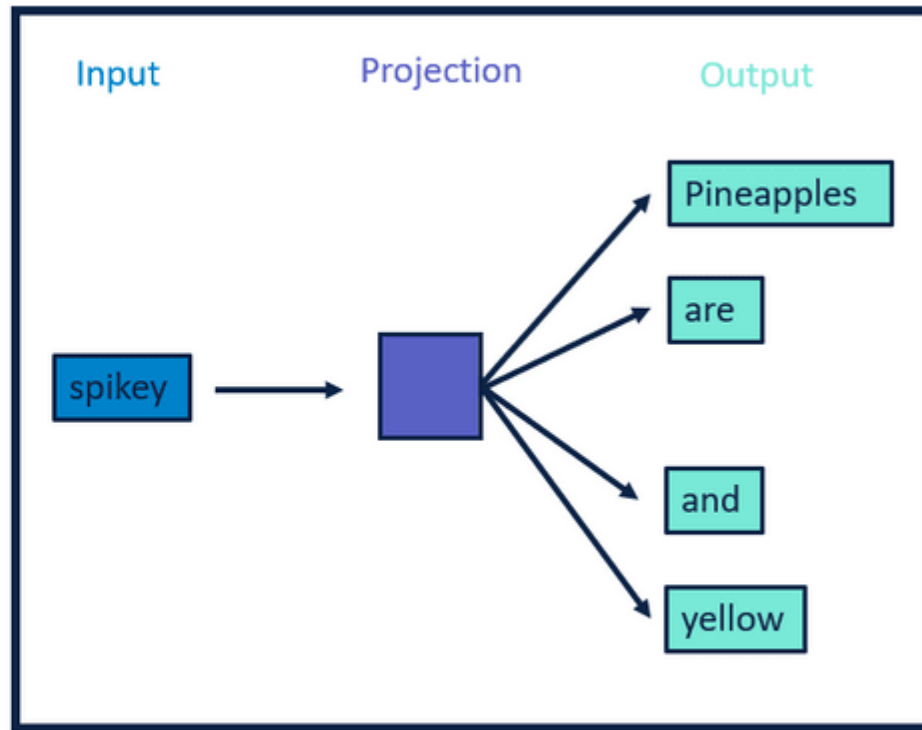 Input
Projection
Output
spikey
Pineapples
are
and
yellow